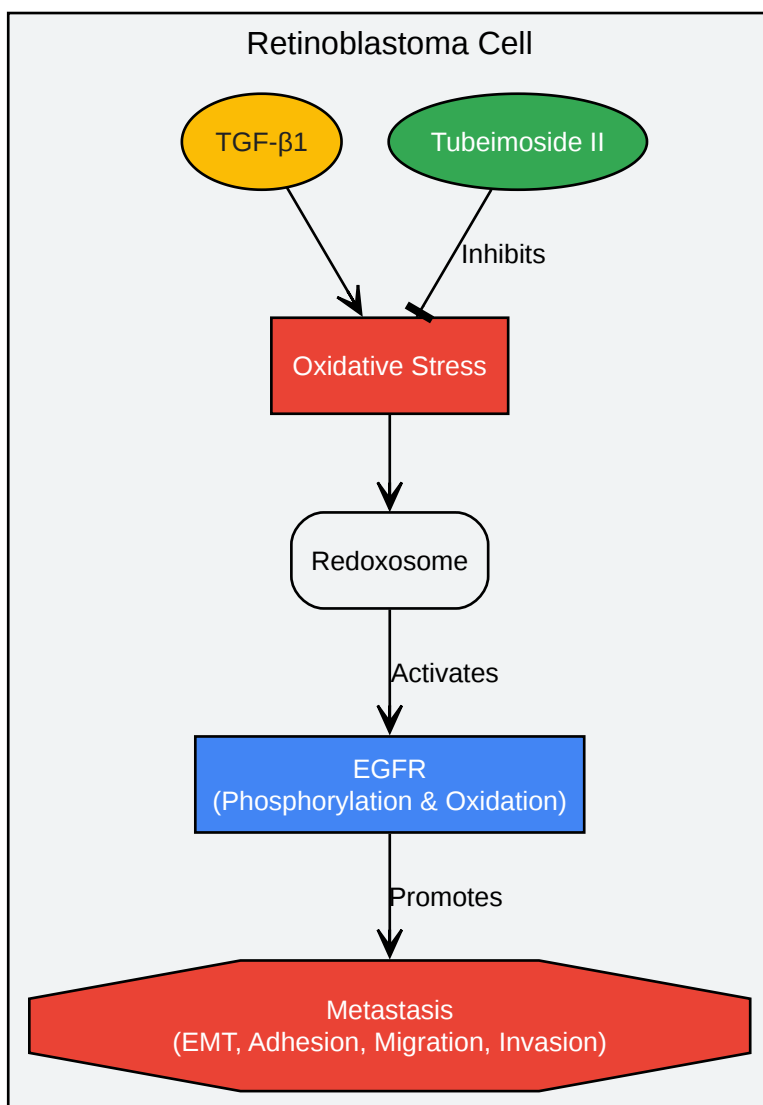 Retinoblastoma Cell
TGF-β1
Tubeimoside II
Inhibits
Oxidative Stress
Redoxosome
Activates
EGFR
(Phosphorylation & Oxidation)
Promotes
Metastasis
(EMT, Adhesion, Migration, Invasion)